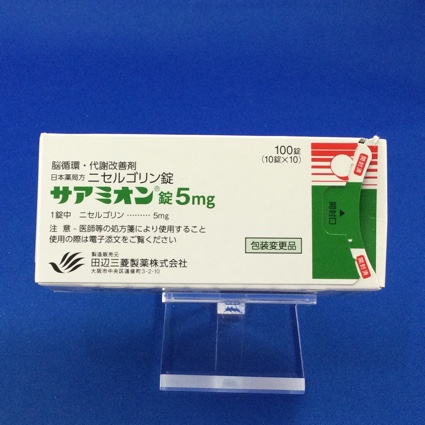 100錠
(10錠×10)
脳循環・代謝改善剤
日本薬局方 ニセルゴリン錠
サアミオン®錠5mg
1錠中 ニセルゴリン ……… 5mg
注 意－医師等の処方箋により使用すること
使用の際は電子添文をご覧ください
包装変更品
製造販売元
田辺三菱製薬株式会社
大阪市中央区道修町3-2-10
開封口
開封済
開封済